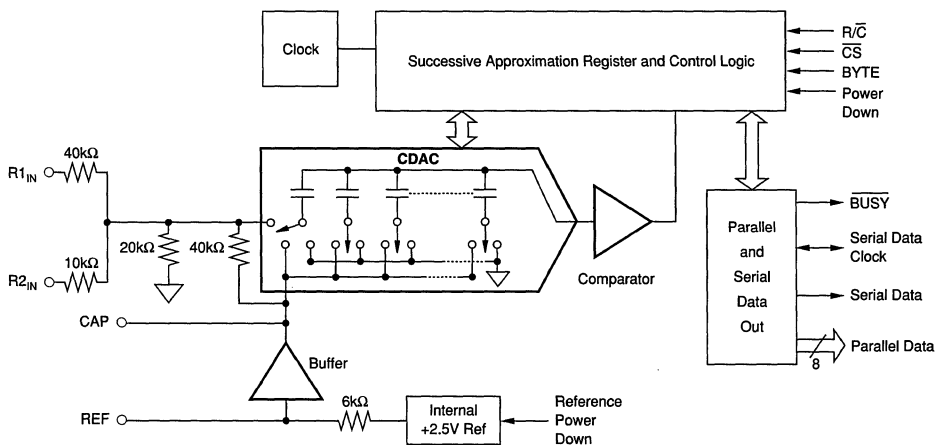 Clock
Successive Approximation Register and Control Logic
R/C̅
C̅S̅
BYTE
Power
Down
CDAC
40kΩ
R1IN
20kΩ
40kΩ
10kΩ
R2IN
CAP
Buffer
REF
6kΩ
Internal
+2.5V Ref
Reference
Power
Down
Comparator
Parallel
and
Serial
Data
Out
B̅U̅S̅Y̅
Serial Data
Clock
Serial Data
Parallel Data
8